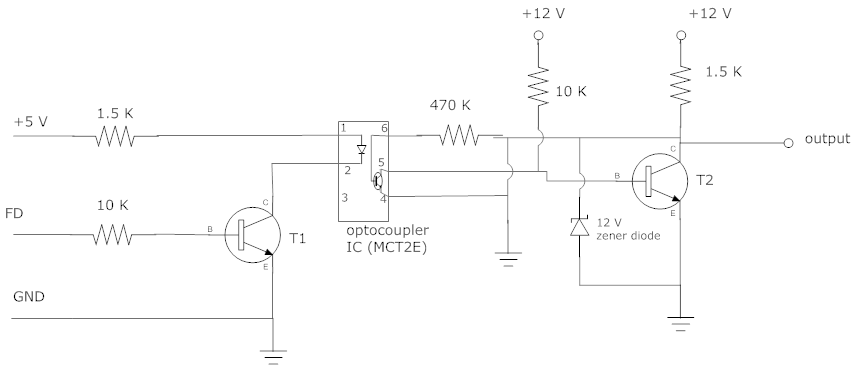 +12 V
+12 V
1.5 K
10 K
470 K
1.5 K
+5 V
1
6
output
C
2
5
T2
B
3
4
E
10 K
FD
C
B
T1
E
optocoupler
IC (MCT2E)
12 V
zener diode
GND